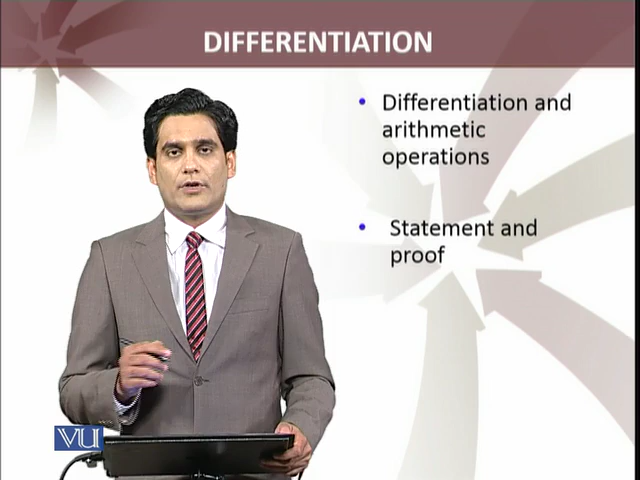 DIFFERENTIATION
• Differentiation and
arithmetic
operations
• Statement and
proof
VU